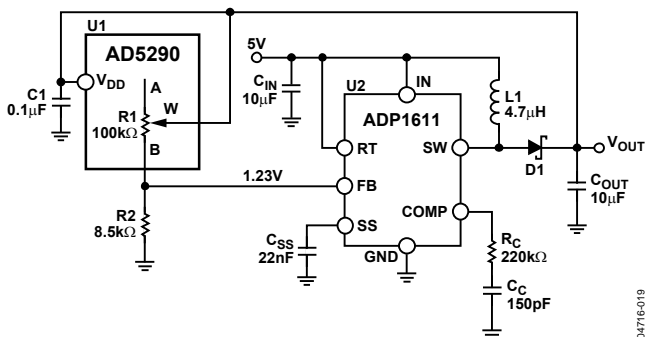 U1
AD5290
VDD
A
C1
0.1μF
R1
100kΩ
W
B
R2
8.5kΩ
1.23V
5V
CIN
10μF
U2
IN
ADP1611
L1
4.7μH
RT
SW
D1
VOUT
FB
COUT
10μF
COMP
SS
CSS
22nF
GND
RC
220kΩ
CC
150pF
04716-019